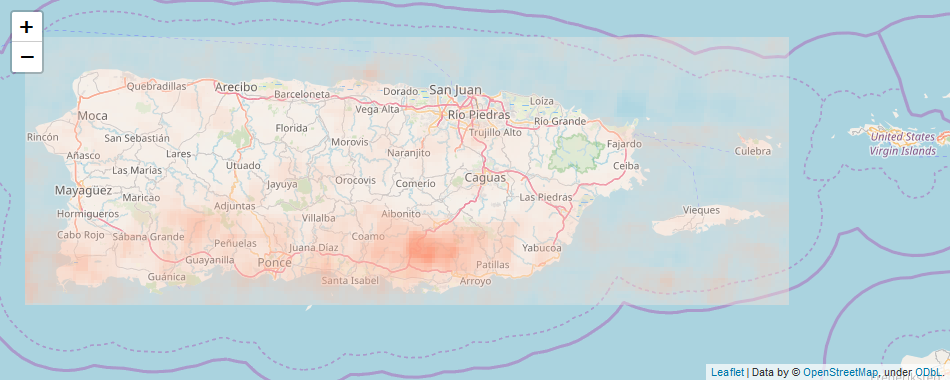 +
−
Quebradillas
Arecibo
Barceloneta
Dorado
San Juan
Loíza
Moca
Vega Alta
Río Piedras
Río Grande
Rincón
San Sebastián
Florida
Trujillo Alto
Fajardo
United States
Virgin Islands
Añasco
Lares
Morovis
Naranjito
Culebra
Las Marías
Utuado
Ceiba
Mayagüez
Jayuya
Orocovis
Comerío
Caguas
Maricao
Las Piedras
Hormigueros
Adjuntas
Villalba
Aibonito
Vieques
Cabo Rojo
Sábana Grande
Peñuelas
Juana Díaz
Coamo
Yabucoa
Guayanilla
Ponce
Patillas
Guánica
Santa Isabel
Arroyo
Leaflet | Data by © OpenStreetMap, under ODbL.